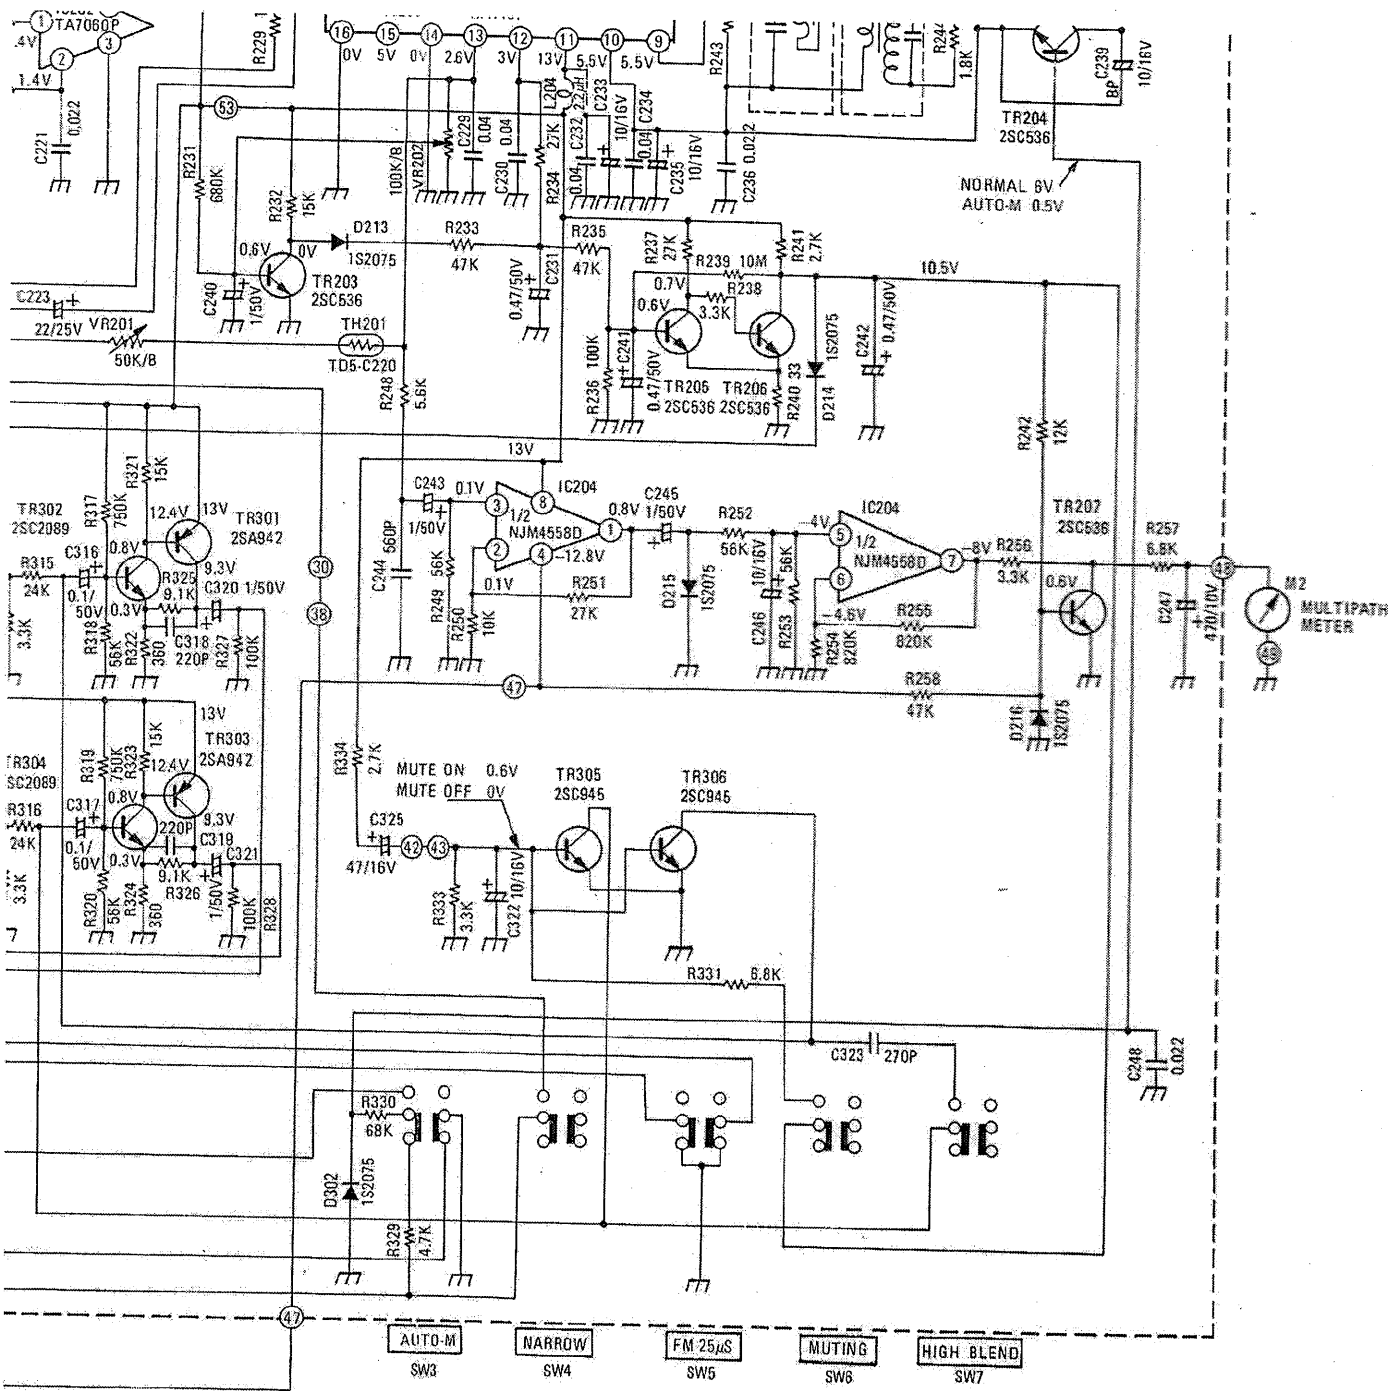 TA7060P
1
3
2
.4V
1.4V
C221
0.022
R229
16
15
14
13
12
11
10
9
0V
5V
0V
2.6V
3V
13V
5.5V
5.5V
53
R231
680K
R232
15K
100K/B
VR202
C229
0.04
C230
0.04
R234
27K
L204
2.2μH
C232
0.04
C233
10/16V
0.04
C234
C235
10/16V
C236
0.022
R243
R244
1.8K
TR204
2SC536
BP
C239
10/16V
NORMAL 6V
AUTO-M 0.5V
0.6V
0V
D213
1S2075
R233
47K
R235
47K
TR203
2SC536
C240
1/50V
0.47/50V
C231
R237
27K
R239 10M
R238
3.3K
R241
2.7K
0.7V
0.6V
10.5V
C223
22/25V
VR201
50K/B
TH201
TD5-C220
R248
5.6K
R236
100K
C241
0.47/50V
TR205
2SC536
TR206
2SC536
R240
33
D214
1S2075
C242
0.47/50V
R242
12K
13V
R317
750K
R321
15K
12.4V
13V
TR302
2SC2089
TR301
2SA942
C316
0.8V
9.3V
R315
24K
0.1/
50V
0.3V
R325
9.1K
C320 1/50V
C318
220P
3.3K
R318
56K
R322
360
R327
100K
30
38
C243
1/50V
0.1V
3
1/2
NJM4558D
8
IC204
2
4
1
0.8V
-12.8V
0.1V
C244
560P
R249
56K
R250
10K
R251
27K
C245
1/50V
R252
56K
D215
1S2075
C246
10/16V
R253
56K
-4V
5
1/2
NJM4558D
IC204
6
7
-8V
-4.6V
R254
820K
R255
820K
R256
3.3K
TR207
2SC536
0.6V
R257
6.8K
48
C247
470/10V
M2
MULTIPATH
METER
49
47
R258
47K
D216
1S2075
13V
TR303
2SA942
R319
750K
R323
15K
12.4V
TR304
SC2089
R316
24K
C317
0.1/
50V
0.8V
0.3V
9.3V
220P
C319
C321
9.1K
R326
3.3K
R320
56K
R324
360
1/50V
100K
R328
R334
2.7K
MUTE ON 0.6V
MUTE OFF 0V
TR305
2SC945
TR306
2SC945
C325
47/16V
42
43
R333
3.3K
C322
10/16V
R331
6.8K
C323
270P
C248
0.022
R330
68K
D302
1S2075
R329
4.7K
47
AUTO-M
NARROW
FM 25μS
MUTING
HIGH BLEND
SW3
SW4
SW5
SW6
SW7